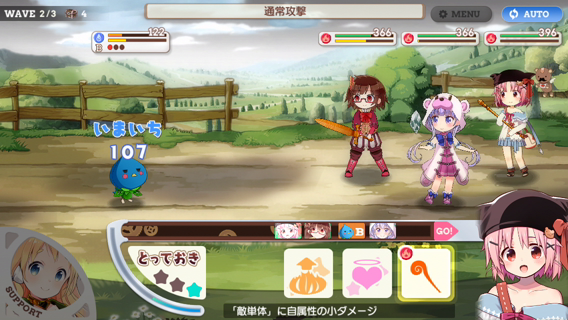 WAVE 2/3 4
通常攻撃
MENU
AUTO
122
B
366
366
396
いまいち
107
B
GO!
とっておき
SUPPORT
「敵単体」に自属性の小ダメージ